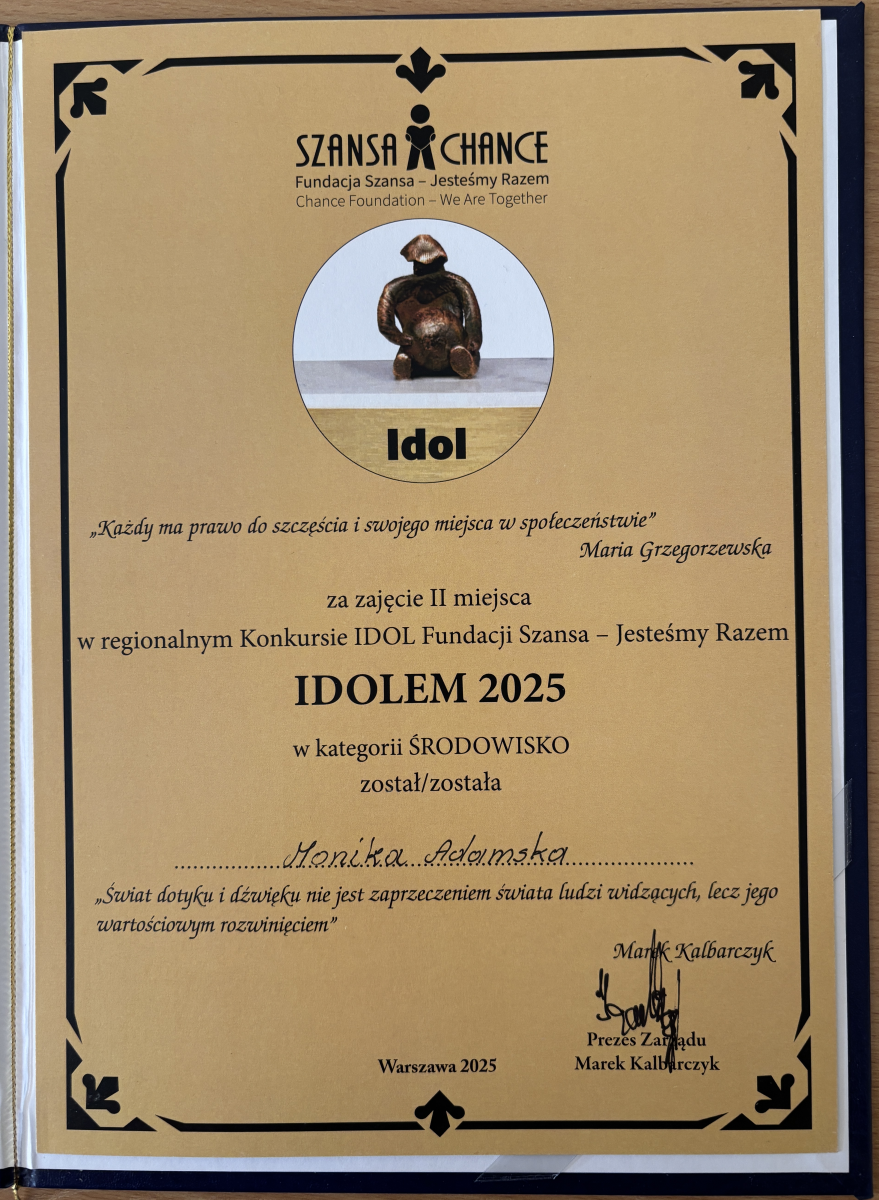 SZANSA CHANCE
Fundacja Szansa – Jesteśmy Razem
Chance Foundation – We Are Together
Idol
„Każdy ma prawo do szczęścia i swojego miejsca w społeczeństwie”
Maria Grzegorzewska
za zajęcie II miejsca
w regionalnym Konkursie IDOL Fundacji Szansa – Jesteśmy Razem
IDOLEM 2025
w kategorii ŚRODOWISKO
został/została
Monika Adamska
„Świat dotyku i dźwięku nie jest zaprzeczeniem świata ludzi widzących, lecz jego
wartościowym rozwinięciem”
Marek Kalbarczyk
Prezes Zarządu
Warszawa 2025
Marek Kalbarczyk